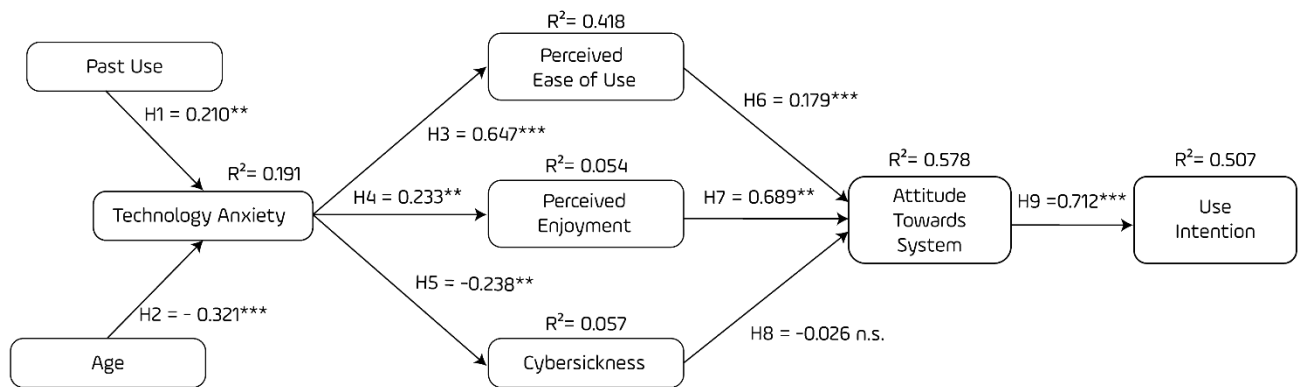 Past Use
H1 = 0.210**
R²= 0.191
Technology Anxiety
H2 = - 0.321***
Age
R²= 0.418
Perceived
Ease of Use
H3 = 0.647***
R²= 0.054
H4 = 0.233**
Perceived
Enjoyment
H5 = -0.238**
R²= 0.057
Cybersickness
H6 = 0.179***
H7 = 0.689**
H8 = -0.026 n.s.
R²= 0.578
Attitude
Towards
System
H9 =0.712***
R²= 0.507
Use
Intention